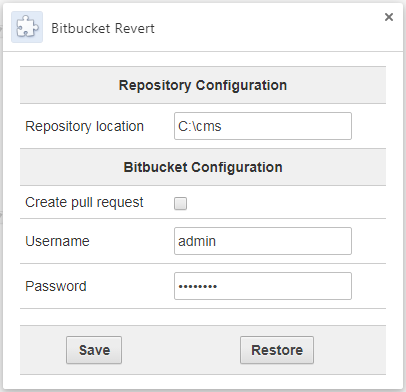 Bitbucket Revert
Repository Configuration
Repository location C:\cms
Bitbucket Configuration
Create pull request
Username admin
Password ••••••••
Save Restore